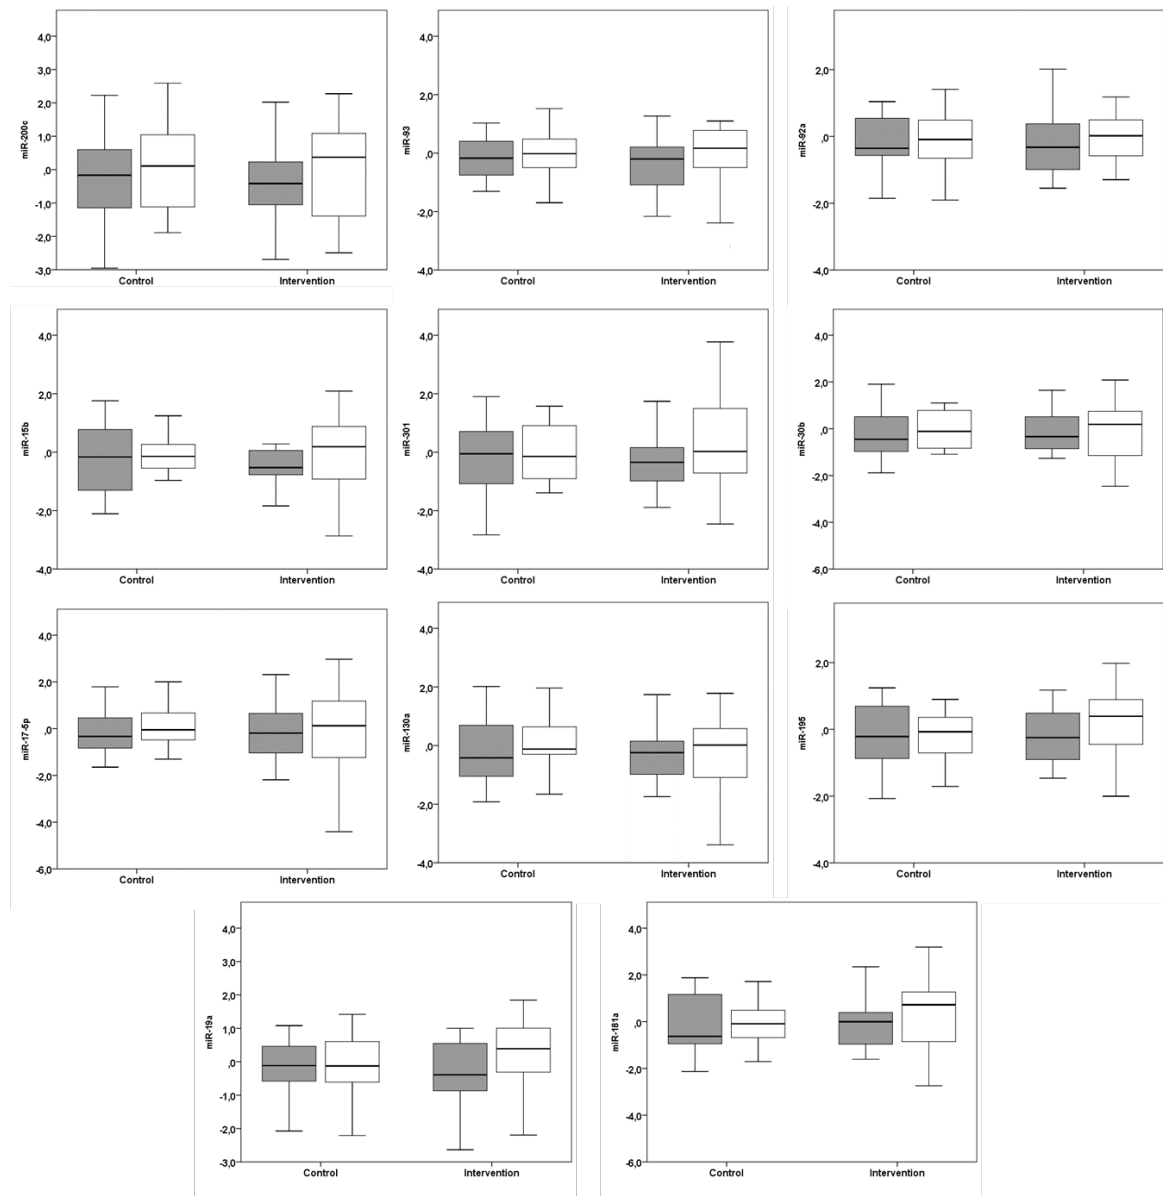 4,0
3,0
2,0
1,0
,0
-1,0
-2,0
-3,0
miR-200c
Control Intervention
4,0
2,0
,0
-2,0
-4,0
miR-93
Control Intervention
2,0
,0
-2,0
-4,0
miR-92a
Control Intervention
4,0
2,0
,0
-2,0
-4,0
miR-15b
Control Intervention
4,0
2,0
,0
-2,0
-4,0
miR-301
Control Intervention
4,0
2,0
,0
-2,0
-4,0
-6,0
miR-30b
Control Intervention
4,0
2,0
,0
-2,0
-4,0
-6,0
miR-17-5p
Control Intervention
4,0
2,0
,0
-2,0
-4,0
miR-130a
Control Intervention
2,0
,0
-2,0
-4,0
miR-195
Control Intervention
4,0
3,0
2,0
1,0
,0
-1,0
-2,0
-3,0
miR-19a
Control Intervention
4,0
2,0
,0
-2,0
-4,0
-6,0
miR-181a
Control Intervention